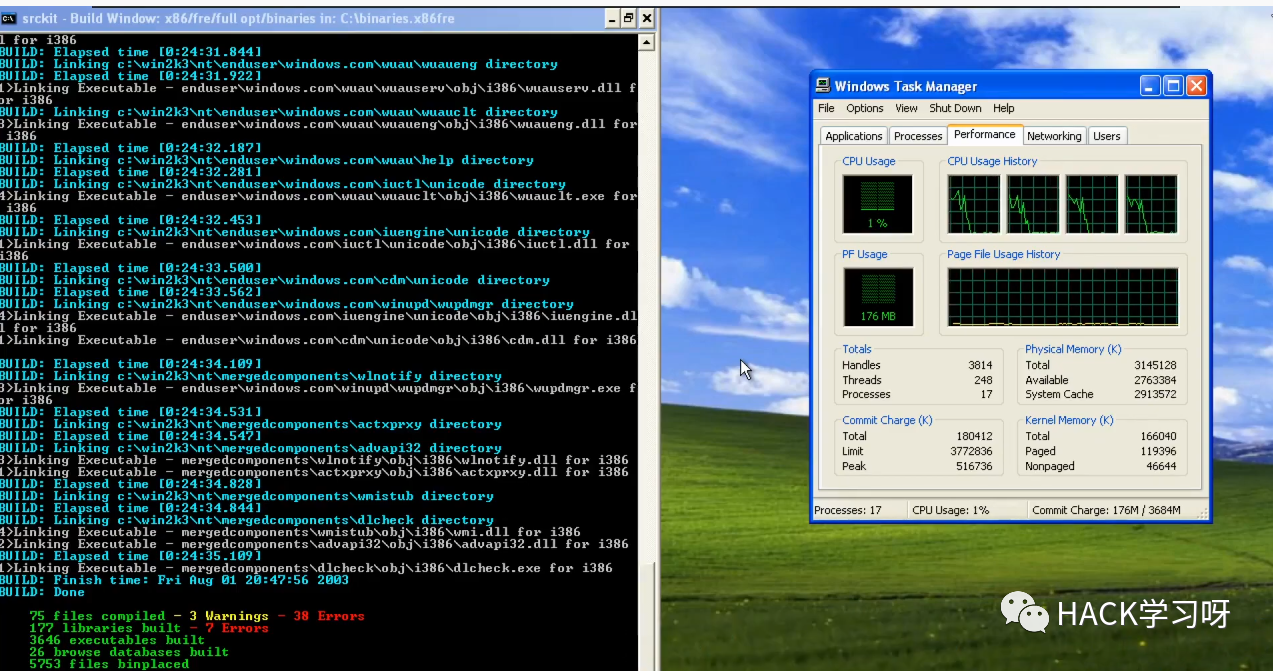 srckit - Build Window: x86/fre/full opt/binaries in: C:\binaries.x86fre
l for i386
BUILD: Elapsed time [0:24:31.844]
BUILD: Linking c:\win2k3\nt\enduser\windows.com\wuau\wuaueng directory
BUILD: Elapsed time [0:24:31.922]
1>Linking Executable - enduser\windows.com\wuau\wuauserv\obj\i386\wuauserv.dll f
or i386
BUILD: Linking c:\win2k3\nt\enduser\windows.com\wuau\wuauclt directory
3>Linking Executable - enduser\windows.com\wuau\wuaueng\obj\i386\wuaueng.dll for
i386
BUILD: Elapsed time [0:24:32.187]
BUILD: Linking c:\win2k3\nt\enduser\windows.com\wuau\help directory
BUILD: Elapsed time [0:24:32.281]
BUILD: Linking c:\win2k3\nt\enduser\windows.com\iuctl\unicode directory
4>Linking Executable - enduser\windows.com\wuau\wuauclt\obj\i386\wuauclt.exe for
i386
BUILD: Elapsed time [0:24:32.453]
BUILD: Linking c:\win2k3\nt\enduser\windows.com\iuengine\unicode directory
1>Linking Executable - enduser\windows.com\iuctl\unicode\obj\i386\iuctl.dll for
i386
BUILD: Elapsed time [0:24:33.500]
BUILD: Linking c:\win2k3\nt\enduser\windows.com\cdm\unicode directory
BUILD: Elapsed time [0:24:33.562]
BUILD: Linking c:\win2k3\nt\enduser\windows.com\winupd\wupdmgr directory
4>Linking Executable - enduser\windows.com\iuengine\unicode\obj\i386\iuengine.dl
l for i386
1>Linking Executable - enduser\windows.com\cdm\unicode\obj\i386\cdm.dll for i386
BUILD: Elapsed time [0:24:34.109]
BUILD: Linking c:\win2k3\nt\mergedcomponents\wlnotify directory
3>Linking Executable - enduser\windows.com\winupd\wupdmgr\obj\i386\wupdmgr.exe f
or i386
BUILD: Elapsed time [0:24:34.531]
BUILD: Linking c:\win2k3\nt\mergedcomponents\actxprxy directory
BUILD: Elapsed time [0:24:34.547]
BUILD: Linking c:\win2k3\nt\mergedcomponents\advapi32 directory
3>Linking Executable - mergedcomponents\wlnotify\obj\i386\wlnotify.dll for i386
1>Linking Executable - mergedcomponents\actxprxy\obj\i386\actxprxy.dll for i386
BUILD: Elapsed time [0:24:34.828]
BUILD: Linking c:\win2k3\nt\mergedcomponents\wmistub directory
BUILD: Elapsed time [0:24:34.844]
BUILD: Linking c:\win2k3\nt\mergedcomponents\dlcheck directory
4>Linking Executable - mergedcomponents\wmistub\obj\i386\wmi.dll for i386
2>Linking Executable - mergedcomponents\advapi32\obj\i386\advapi32.dll for i386
BUILD: Elapsed time [0:24:35.109]
1>Linking Executable - mergedcomponents\dlcheck\obj\i386\dlcheck.exe for i386
BUILD: Finish time: Fri Aug 01 20:47:56 2003
BUILD: Done
75 files compiled - 3 Warnings - 38 Errors
177 libraries built - 7 Errors
3646 executables built
26 browse databases built
5753 files binplaced
Windows Task Manager
File Options View Shut Down Help
Applications Processes Performance Networking Users
CPU Usage CPU Usage History
1 %
PF Usage Page File Usage History
176 MB
Totals
Handles 3814
Threads 248
Processes 17
Physical Memory (K)
Total 3145128
Available 2763384
System Cache 2913572
Commit Charge (K)
Total 180412
Limit 3772836
Peak 516736
Kernel Memory (K)
Total 166040
Paged 119396
Nonpaged 46644
Processes: 17 CPU Usage: 1% Commit Charge: 176M / 3684M
HACK学习呀